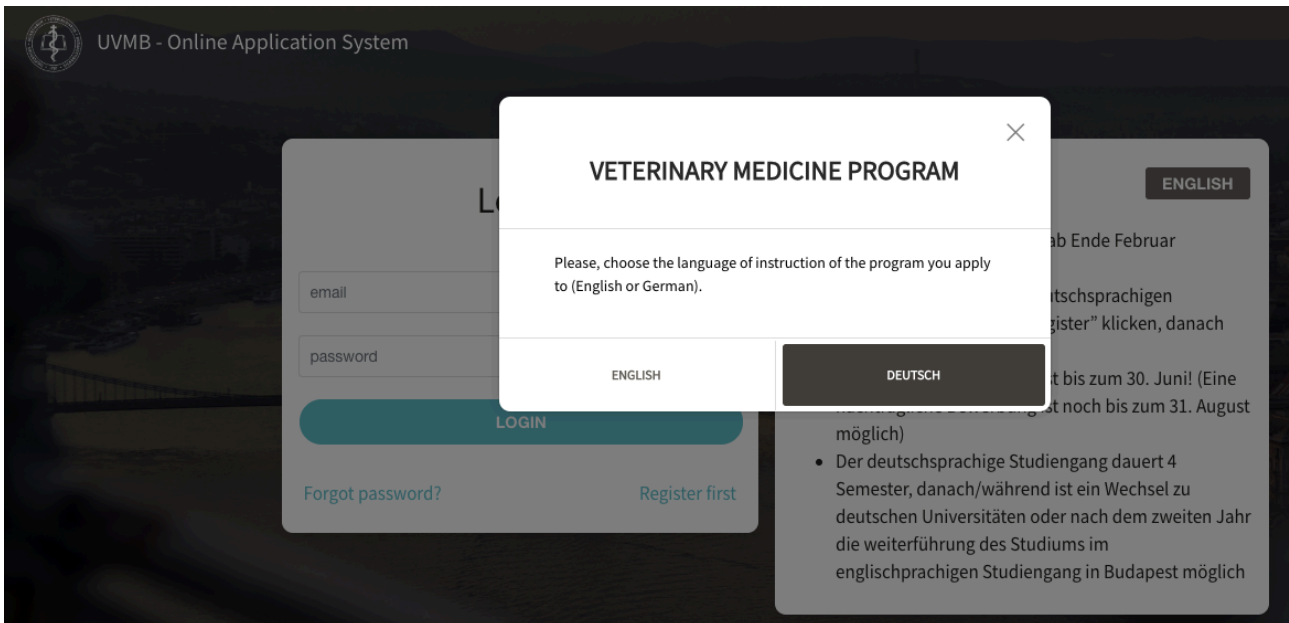 UVMB - Online Application System
VETERINARY MEDICINE PROGRAM
Please, choose the language of instruction of the program you apply
to (English or German).
ENGLISH
DEUTSCH
email
password
LOGIN
Forgot password?
Register first
ENGLISH
ab Ende Februar
klicken, danach
bis zum 30. Juni! (Eine
ist noch bis zum 31. August
möglich)
• Der deutschsprachige Studiengang dauert 4
Semester, danach/während ist ein Wechsel zu
deutschen Universitäten oder nach dem zweiten Jahr
die weiterführung des Studiums im
englischprachigen Studiengang in Budapest möglich